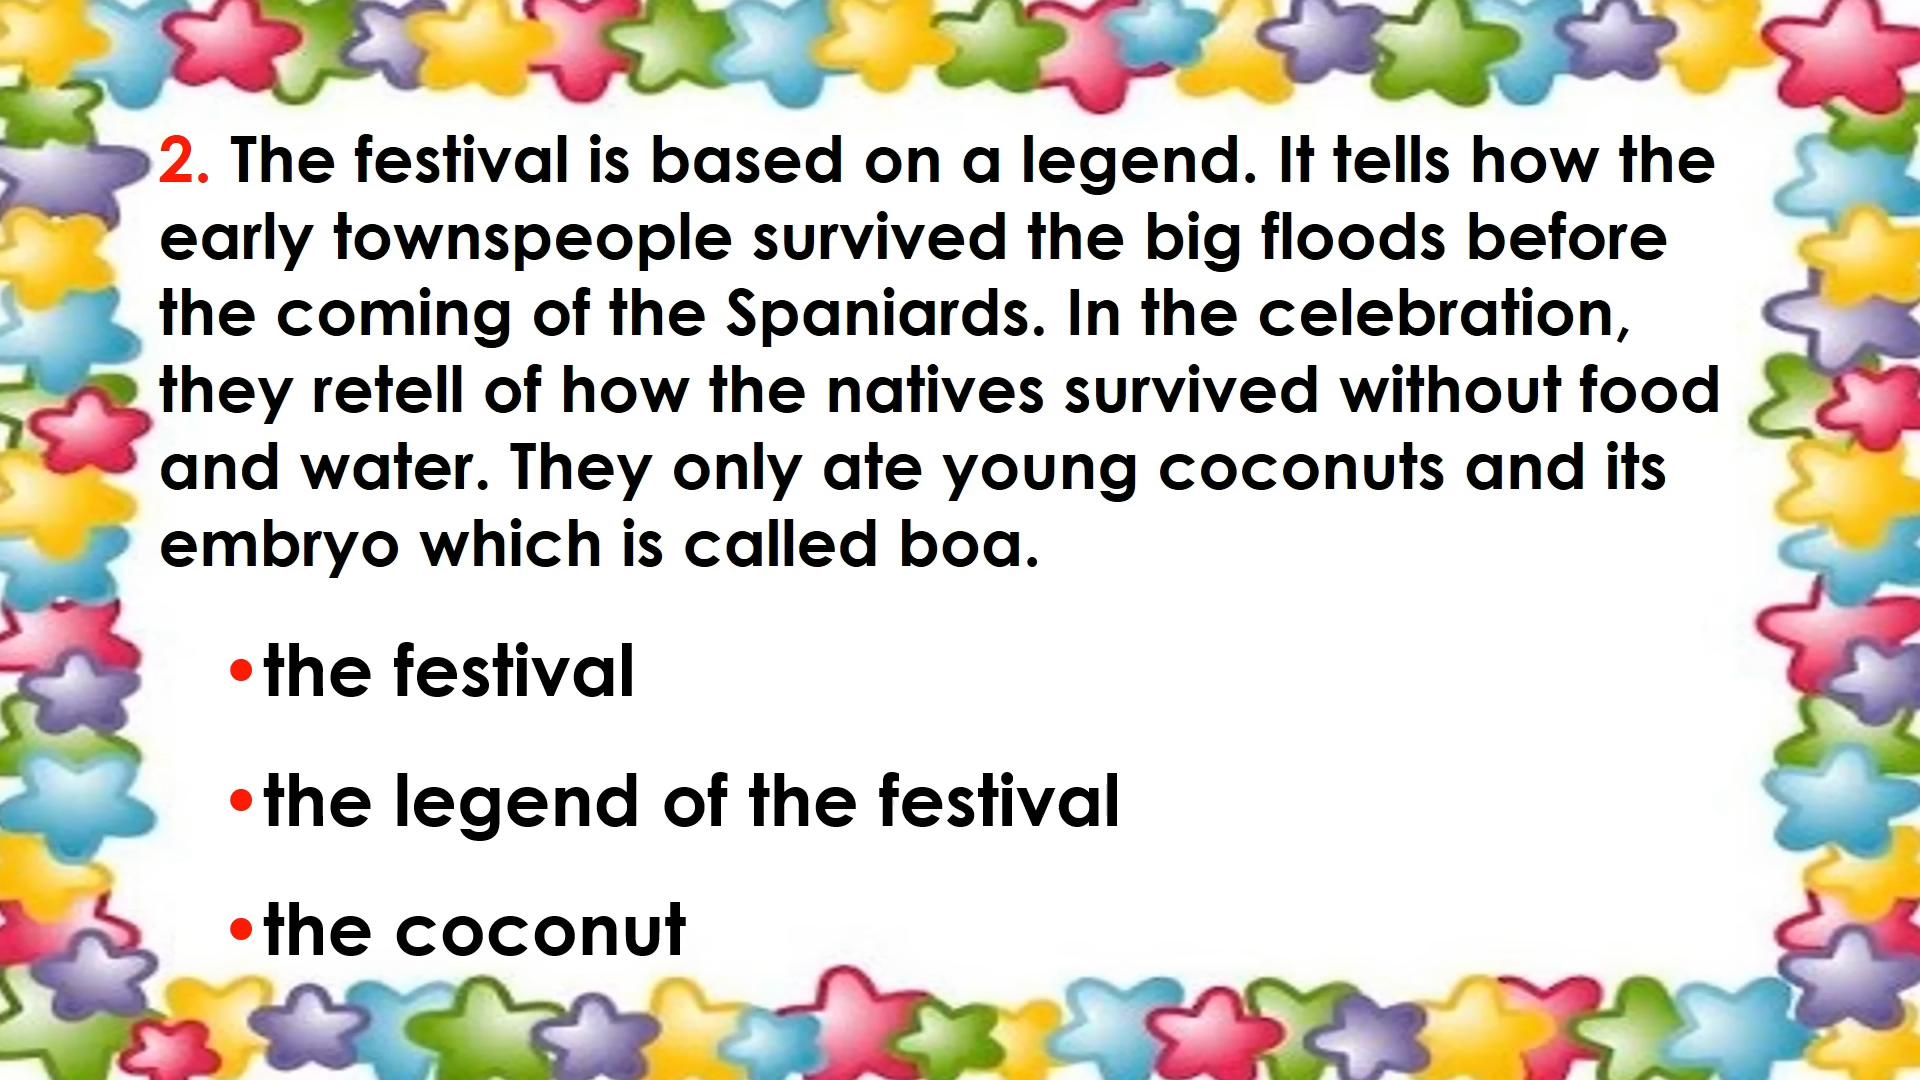 2. The festival is based on a legend. It tells how the
early townspeople survived the big floods before
the coming of the Spaniards. In the celebration,
they retell of how the natives survived without food
and water. They only ate young coconuts and its
embryo which is called boa.
•the festival
•the legend of the festival
•the coconut